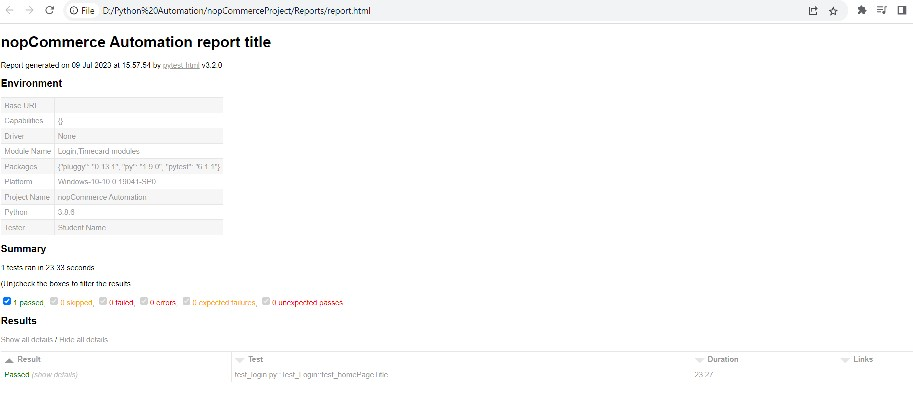 File D:/Python%20Automation/nopCommerceProject/Reports/report.html
nopCommerce Automation report title
Report generated on 09-Jul-2023 at 15:57:54 by pytest-html v3.2.0
Environment
Base URL
Capabilities {}
Driver None
Module Name Login,Timecard modules
Packages {"pluggy": "0.13.1", "py": "1.9.0", "pytest": "6.1.1"}
Platform Windows-10-10.0.19041-SP0
Project Name nopCommerce Automation
Python 3.8.6
Tester Student Name
Summary
1 tests ran in 23.33 seconds.
(Un)check the boxes to filter the results.
1 passed, 0 skipped, 0 failed, 0 errors, 0 expected failures, 0 unexpected passes
Results
Show all details / Hide all details
Result Test Duration Links
Passed (show details) test_login.py::Test_Login::test_homePageTitle 23.27